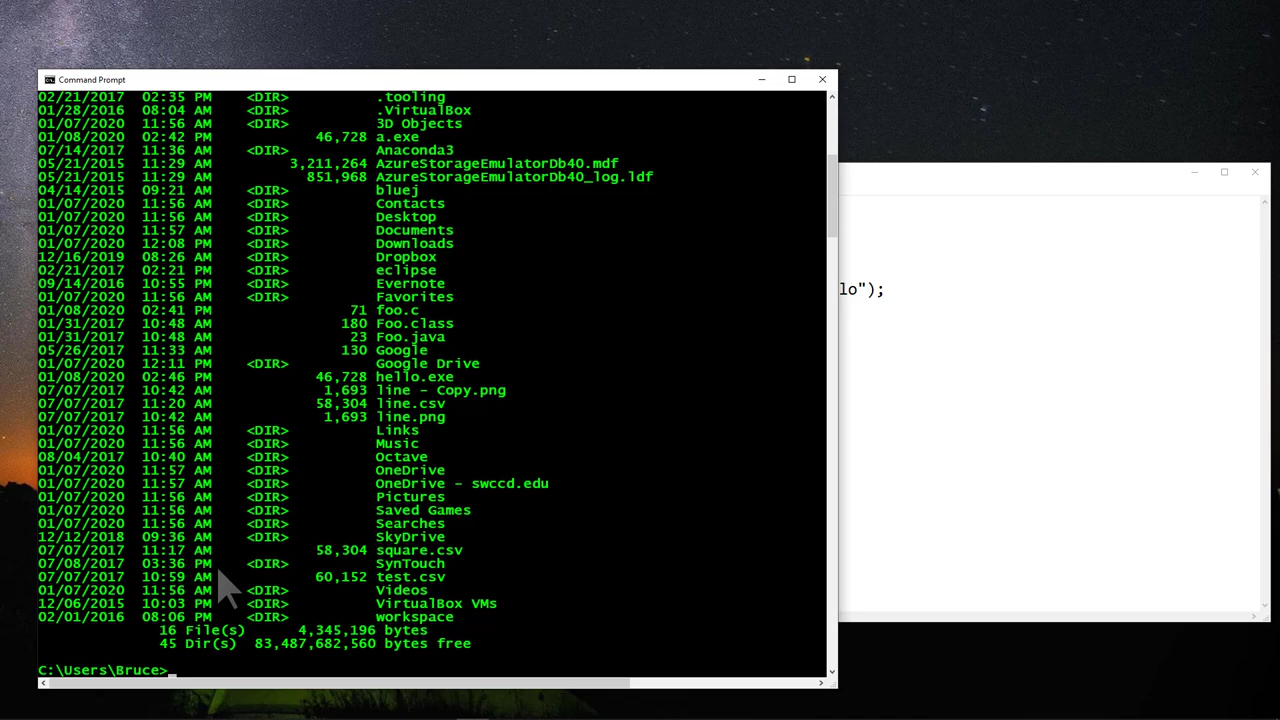 Command Prompt
02/21/2017  02:35 PM    <DIR>          .tooling
01/28/2016  08:04 AM    <DIR>          .VirtualBox
01/07/2020  11:56 AM    <DIR>          3D Objects
01/08/2020  02:42 PM            46,728 a.exe
07/14/2017  11:36 AM    <DIR>          Anaconda3
05/21/2015  11:29 AM         3,211,264 AzureStorageEmulatorDb40.mdf
05/21/2015  11:29 AM           851,968 AzureStorageEmulatorDb40_log.ldf
04/14/2015  09:21 AM    <DIR>          bluej
01/07/2020  11:56 AM    <DIR>          Contacts
01/07/2020  11:56 AM    <DIR>          Desktop
01/07/2020  11:57 AM    <DIR>          Documents
01/07/2020  12:08 PM    <DIR>          Downloads
12/16/2019  08:26 AM    <DIR>          Dropbox
02/21/2017  02:21 PM    <DIR>          eclipse
09/14/2016  10:55 PM    <DIR>          Evernote
01/07/2020  11:56 AM    <DIR>          Favorites
01/08/2020  02:41 PM                71 foo.c
01/31/2017  10:48 AM               180 Foo.class
01/31/2017  10:48 AM                23 Foo.java
05/26/2017  11:33 AM               130 Google
01/07/2020  12:11 PM    <DIR>          Google Drive
01/08/2020  02:46 PM            46,728 hello.exe
07/07/2017  10:42 AM             1,693 line - Copy.png
07/07/2017  11:20 AM            58,304 line.csv
07/07/2017  10:42 AM             1,693 line.png
01/07/2020  11:56 AM    <DIR>          Links
01/07/2020  11:56 AM    <DIR>          Music
08/04/2017  10:40 AM    <DIR>          Octave
01/07/2020  11:57 AM    <DIR>          OneDrive
01/07/2020  11:57 AM    <DIR>          OneDrive - swccd.edu
01/07/2020  11:56 AM    <DIR>          Pictures
01/07/2020  11:56 AM    <DIR>          Saved Games
01/07/2020  11:56 AM    <DIR>          Searches
12/12/2018  09:36 AM    <DIR>          SkyDrive
07/07/2017  11:17 AM            58,304 square.csv
07/08/2017  03:36 PM    <DIR>          SynTouch
07/07/2017  10:59 AM            60,152 test.csv
01/07/2020  11:56 AM    <DIR>          Videos
12/06/2015  10:03 PM    <DIR>          VirtualBox VMs
02/01/2016  08:06 PM    <DIR>          workspace
16 File(s)      4,345,196 bytes
45 Dir(s)  83,487,682,560 bytes free
C:\Users\Bruce>_
lo");